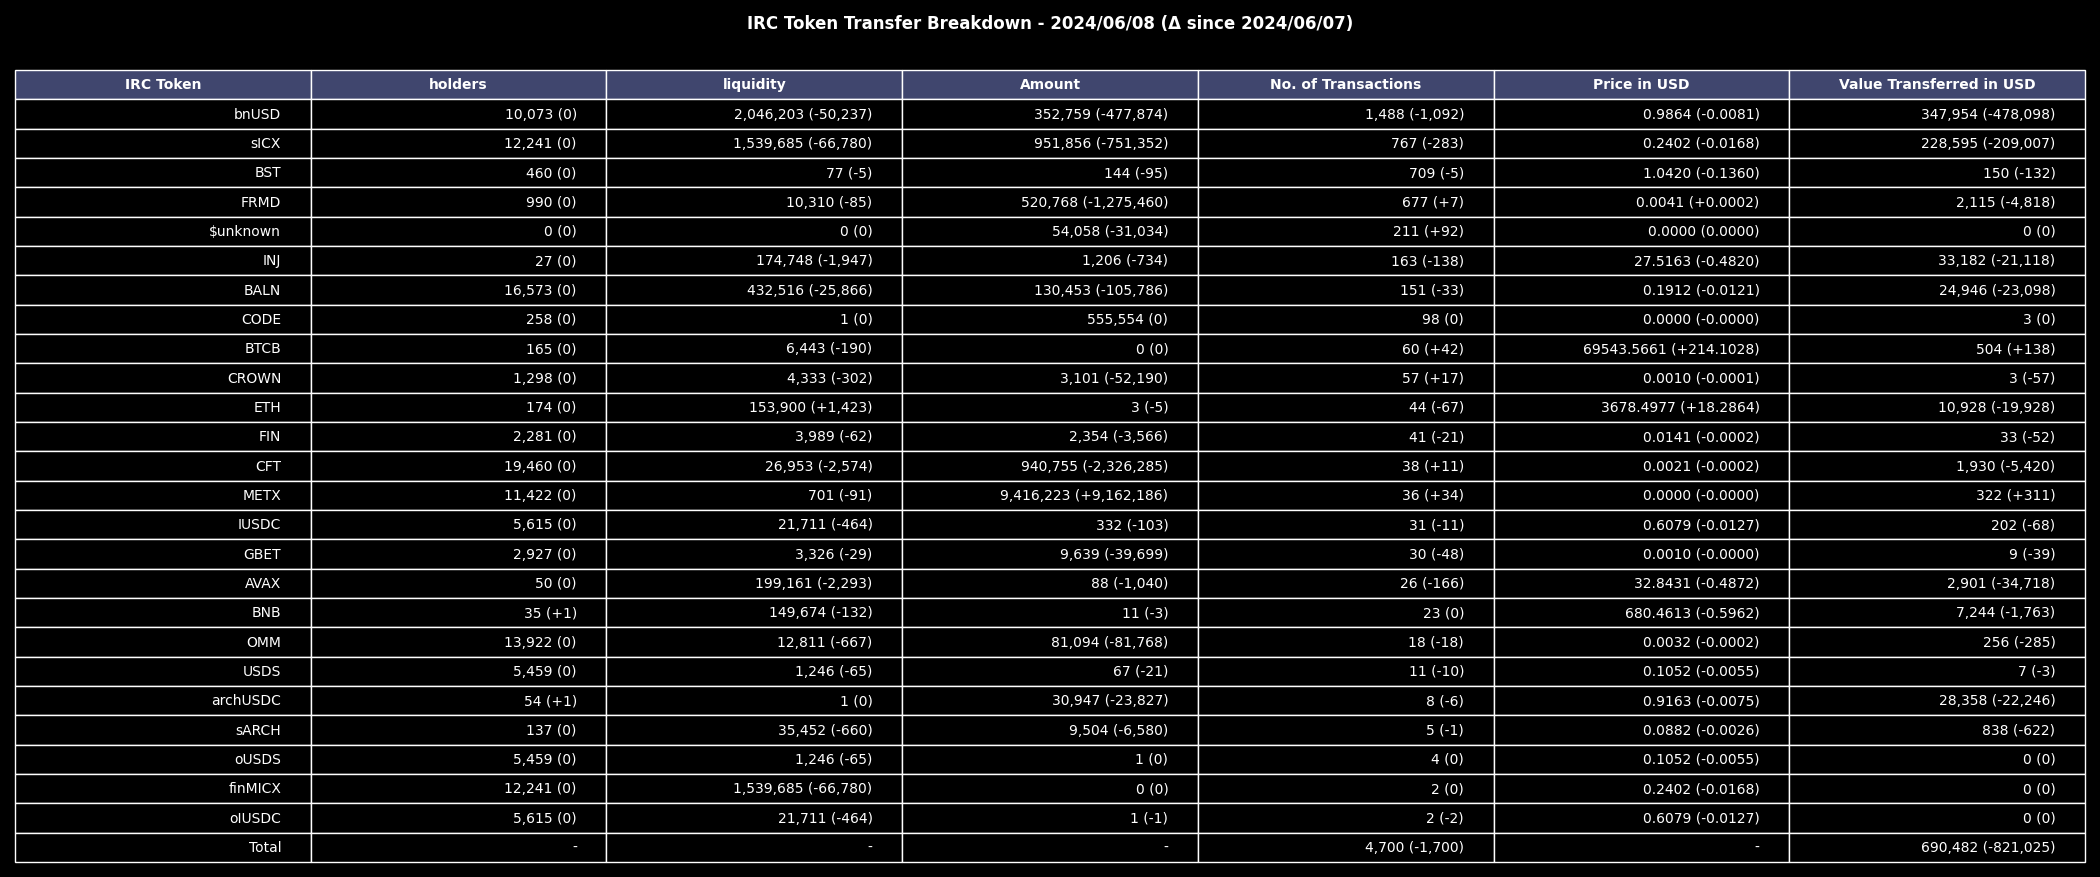 IRC Token Transfer Breakdown - 2024/06/08 (Δ since 2024/06/07)
IRC Token holders liquidity Amount No. of Transactions Price in USD Value Transferred in USD
bnUSD 10,073 (0) 2,046,203 (-50,237) 352,759 (-477,874) 1,488 (-1,092) 0.9864 (-0.0081) 347,954 (-478,098)
sICX 12,241 (0) 1,539,685 (-66,780) 951,856 (-751,352) 767 (-283) 0.2402 (-0.0168) 228,595 (-209,007)
BST 460 (0) 77 (-5) 144 (-95) 709 (-5) 1.0420 (-0.1360) 150 (-132)
FRMD 990 (0) 10,310 (-85) 520,768 (-1,275,460) 677 (+7) 0.0041 (+0.0002) 2,115 (-4,818)
$unknown 0 (0) 0 (0) 54,058 (-31,034) 211 (+92) 0.0000 (0.0000) 0 (0)
INJ 27 (0) 174,748 (-1,947) 1,206 (-734) 163 (-138) 27.5163 (-0.4820) 33,182 (-21,118)
BALN 16,573 (0) 432,516 (-25,866) 130,453 (-105,786) 151 (-33) 0.1912 (-0.0121) 24,946 (-23,098)
CODE 258 (0) 1 (0) 555,554 (0) 98 (0) 0.0000 (-0.0000) 3 (0)
BTCB 165 (0) 6,443 (-190) 0 (0) 60 (+42) 69543.5661 (+214.1028) 504 (+138)
CROWN 1,298 (0) 4,333 (-302) 3,101 (-52,190) 57 (+17) 0.0010 (-0.0001) 3 (-57)
ETH 174 (0) 153,900 (+1,423) 3 (-5) 44 (-67) 3678.4977 (+18.2864) 10,928 (-19,928)
FIN 2,281 (0) 3,989 (-62) 2,354 (-3,566) 41 (-21) 0.0141 (-0.0002) 33 (-52)
CFT 19,460 (0) 26,953 (-2,574) 940,755 (-2,326,285) 38 (+11) 0.0021 (-0.0002) 1,930 (-5,420)
METX 11,422 (0) 701 (-91) 9,416,223 (+9,162,186) 36 (+34) 0.0000 (-0.0000) 322 (+311)
IUSDC 5,615 (0) 21,711 (-464) 332 (-103) 31 (-11) 0.6079 (-0.0127) 202 (-68)
GBET 2,927 (0) 3,326 (-29) 9,639 (-39,699) 30 (-48) 0.0010 (-0.0000) 9 (-39)
AVAX 50 (0) 199,161 (-2,293) 88 (-1,040) 26 (-166) 32.8431 (-0.4872) 2,901 (-34,718)
BNB 35 (+1) 149,674 (-132) 11 (-3) 23 (0) 680.4613 (-0.5962) 7,244 (-1,763)
OMM 13,922 (0) 12,811 (-667) 81,094 (-81,768) 18 (-18) 0.0032 (-0.0002) 256 (-285)
USDS 5,459 (0) 1,246 (-65) 67 (-21) 11 (-10) 0.1052 (-0.0055) 7 (-3)
archUSDC 54 (+1) 1 (0) 30,947 (-23,827) 8 (-6) 0.9163 (-0.0075) 28,358 (-22,246)
sARCH 137 (0) 35,452 (-660) 9,504 (-6,580) 5 (-1) 0.0882 (-0.0026) 838 (-622)
oUSDS 5,459 (0) 1,246 (-65) 1 (0) 4 (0) 0.1052 (-0.0055) 0 (0)
finMICX 12,241 (0) 1,539,685 (-66,780) 0 (0) 2 (0) 0.2402 (-0.0168) 0 (0)
oIUSDC 5,615 (0) 21,711 (-464) 1 (-1) 2 (-2) 0.6079 (-0.0127) 0 (0)
Total - - - 4,700 (-1,700) - 690,482 (-821,025)